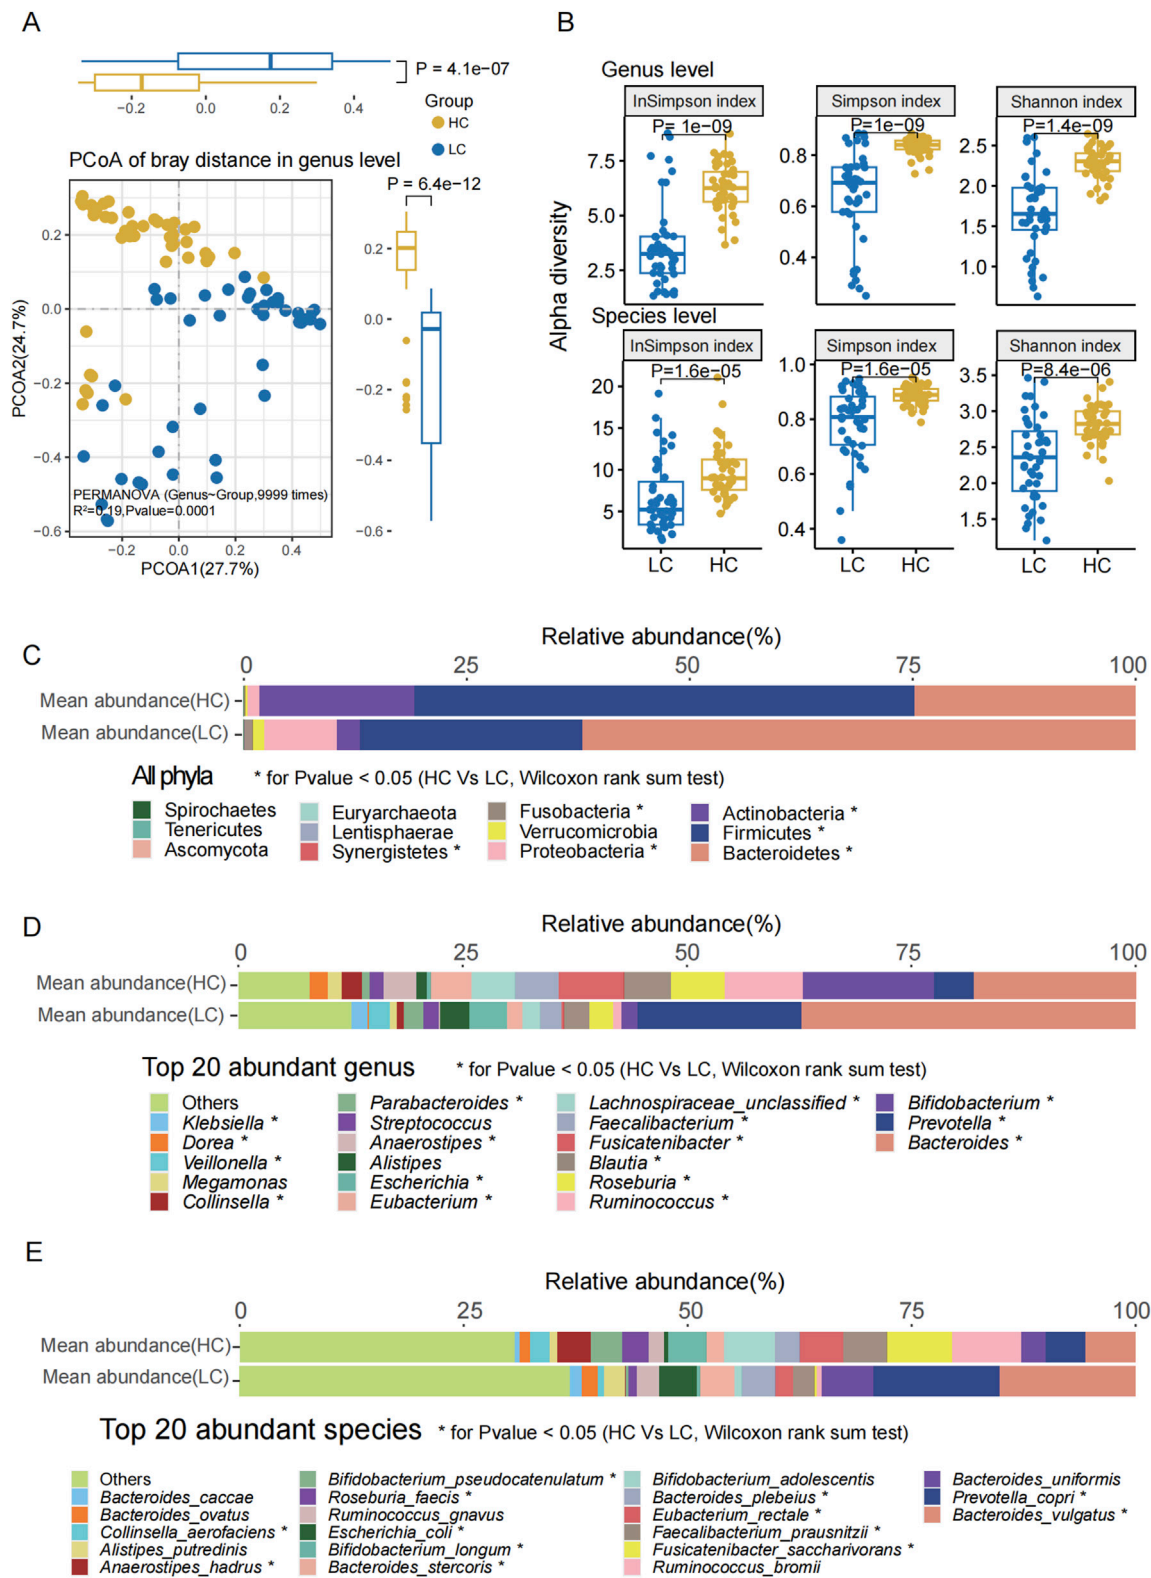 A
P = 4.1e−07
−0.2 0.0 0.2 0.4
Group
HC
LC
PCoA of bray distance in genus level
P = 6.4e−12
0.2
0.0
−0.2
−0.4
−0.6
PCOA2(24.7%)
PERMANOVA (Genus~Group,9999 times)
R²=0.19,Pvalue=0.0001
−0.2 0.0 0.2 0.4
PCOA1(27.7%)
0.2
0.0
−0.2
−0.4
−0.6
B
Genus level
Alpha diversity
InSimpson index
P= 1e−09
7.5
5.0
2.5
Simpson index
P=1e−09
0.8
0.6
0.4
Shannon index
P=1.4e−09
2.5
2.0
1.5
1.0
Species level
InSimpson index
P=1.6e−05
20
15
10
5
LC HC
Simpson index
P=1.6e−05
1.0
0.8
0.6
0.4
LC HC
Shannon index
P=8.4e−06
3.5
3.0
2.5
2.0
1.5
LC HC
C
Relative abundance(%)
0 25 50 75 100
Mean abundance(HC)
Mean abundance(LC)
All phyla * for Pvalue < 0.05 (HC Vs LC, Wilcoxon rank sum test)
Spirochaetes
Tenericutes
Ascomycota
Euryarchaeota
Lentisphaerae
Synergistetes *
Fusobacteria *
Verrucomicrobia
Proteobacteria *
Actinobacteria *
Firmicutes *
Bacteroidetes *
D
Relative abundance(%)
0 25 50 75 100
Mean abundance(HC)
Mean abundance(LC)
Top 20 abundant genus * for Pvalue < 0.05 (HC Vs LC, Wilcoxon rank sum test)
Others
Klebsiella *
Dorea *
Veillonella *
Megamonas
Collinsella *
Parabacteroides *
Streptococcus
Anaerostipes *
Alistipes
Escherichia *
Eubacterium *
Lachnospiraceae_unclassified *
Faecalibacterium *
Fusicatenibacter *
Blautia *
Roseburia *
Ruminococcus *
Bifidobacterium *
Prevotella *
Bacteroides *
E
Relative abundance(%)
0 25 50 75 100
Mean abundance(HC)
Mean abundance(LC)
Top 20 abundant species * for Pvalue < 0.05 (HC Vs LC, Wilcoxon rank sum test)
Others
Bacteroides_caccae
Bacteroides_ovatus
Collinsella_aerofaciens *
Alistipes_putredinis
Anaerostipes_hadrus *
Bifidobacterium_pseudocatenulatum *
Roseburia_faecis *
Ruminococcus_gnavus
Escherichia_coli *
Bifidobacterium_longum *
Bacteroides_stercoris *
Bifidobacterium_adolescentis
Bacteroides_plebeius *
Eubacterium_rectale *
Faecalibacterium_prausnitzii *
Fusicatenibacter_saccharivorans *
Ruminococcus_bromii
Bacteroides_uniformis
Prevotella_copri *
Bacteroides_vulgatus *